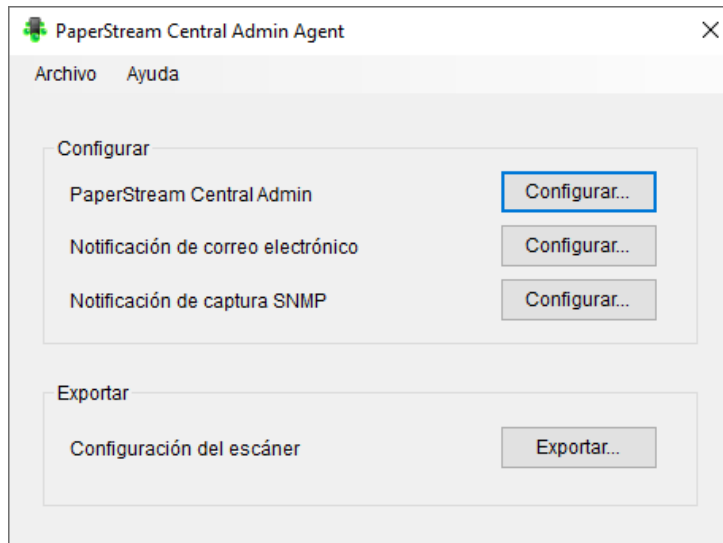 PaperStream Central Admin Agent
Archivo Ayuda
Configurar
PaperStream Central Admin Configurar...
Notificación de correo electrónico Configurar...
Notificación de captura SNMP Configurar...
Exportar
Configuración del escáner Exportar...